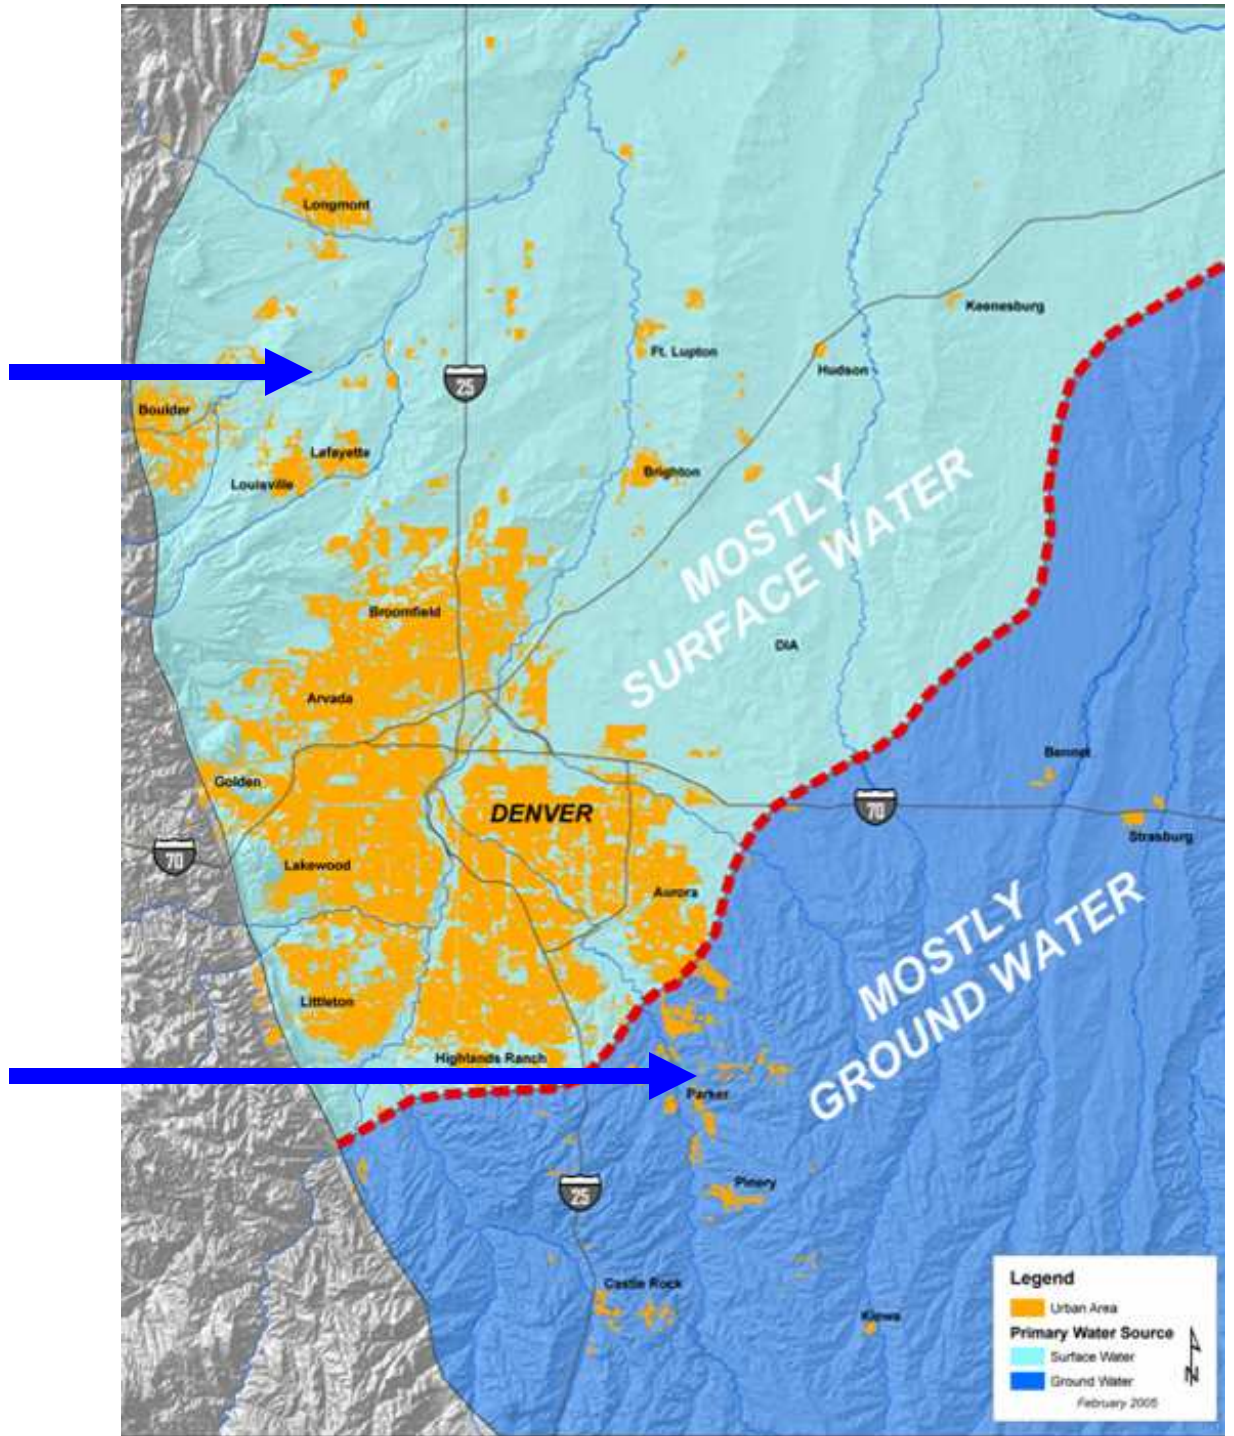 Longmont
Keenesburg
Ft. Lupton
Hudson
25
Boulder
Lafayette
Louisville
Brighton
MOSTLY
SURFACE WATER
Broomfield
DIA
Arvada
Golden
DENVER
Bennet
70
Strasburg
70
Lakewood
Aurora
MOSTLY
GROUND WATER
Littleton
Highlands Ranch
Parker
Pinery
25
Castle Rock
Kiowa
Legend
Urban Area
Primary Water Source
Surface Water
Ground Water
N
February 2005